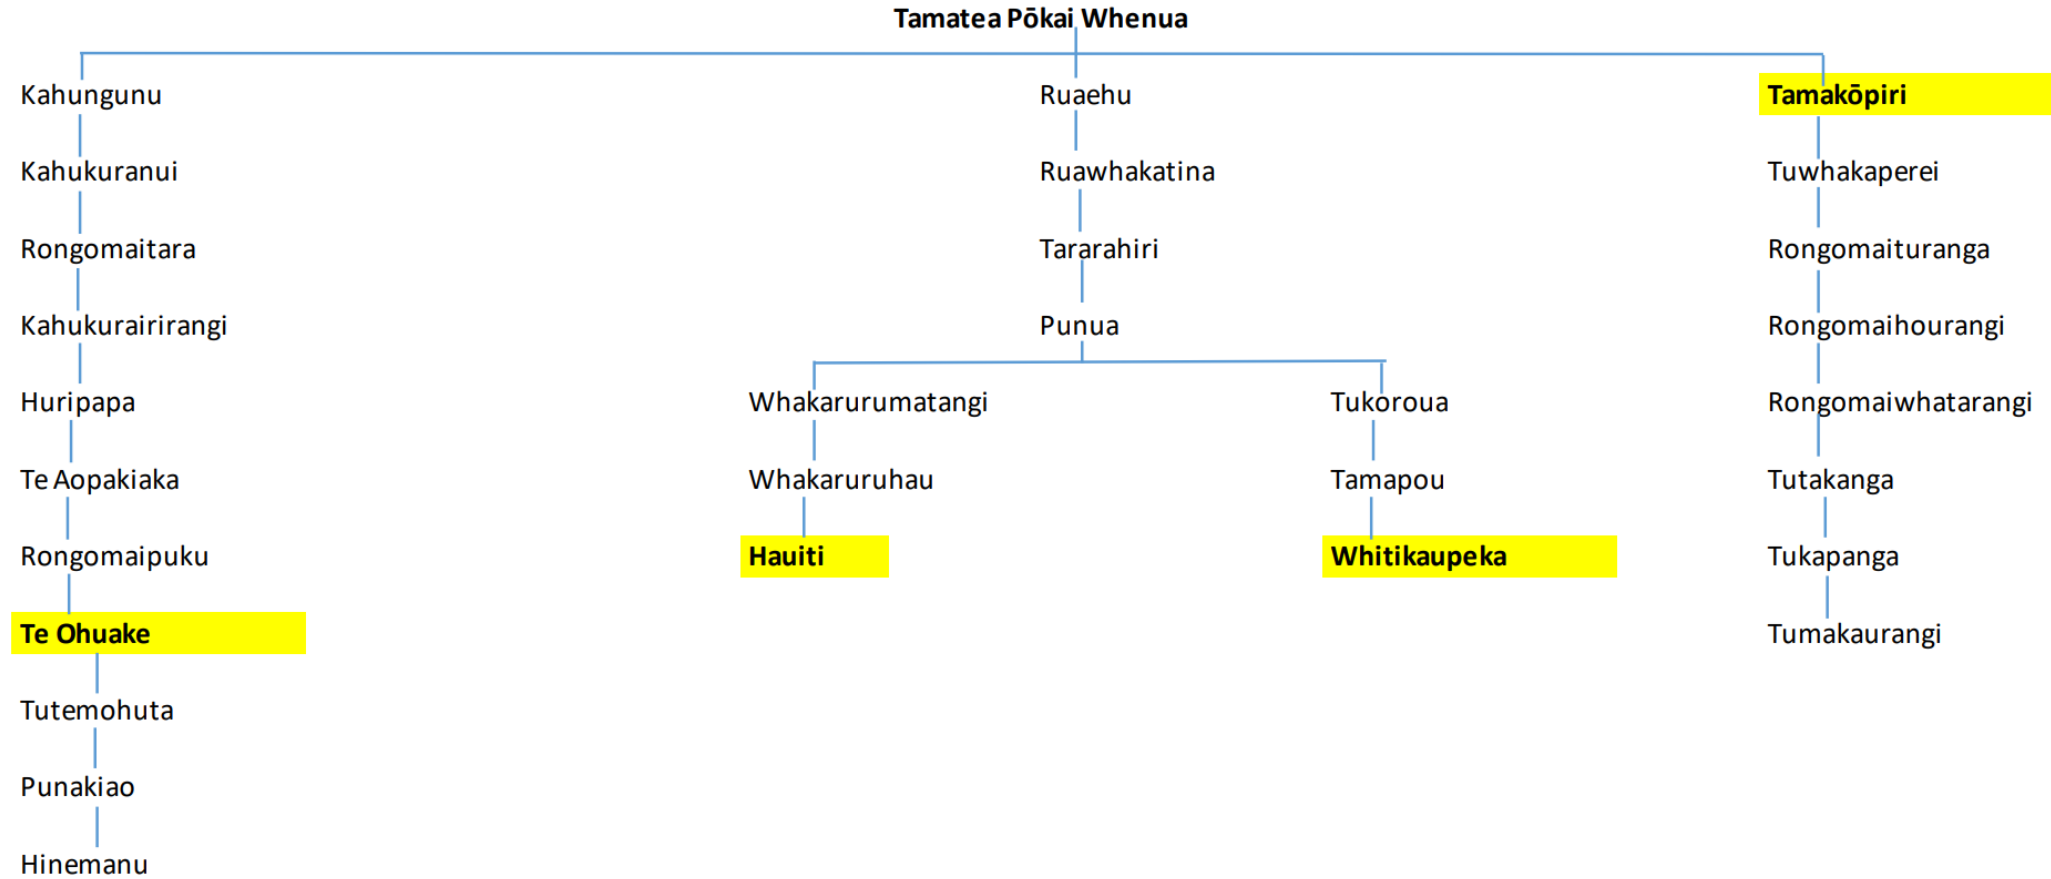 Tamatea Pōkai Whenua
Kahungunu
Ruaehu
Tamakōpiri
Kahukuranui
Ruawhakatina
Tuwhakaperei
Rongomaitara
Tararahiri
Rongomaituranga
Kahukurairirangi
Punua
Rongomaihourangi
Huripapa
Whakarurumatangi
Tukoroua
Rongomaiwhatarangi
Te Aopakiaka
Whakaruruhau
Tamapou
Tutakanga
Rongomaipuku
Hauiti
Whitikaupeka
Tukapanga
Te Ohuake
Tumakaurangi
Tutemohuta
Punakiao
Hinemanu